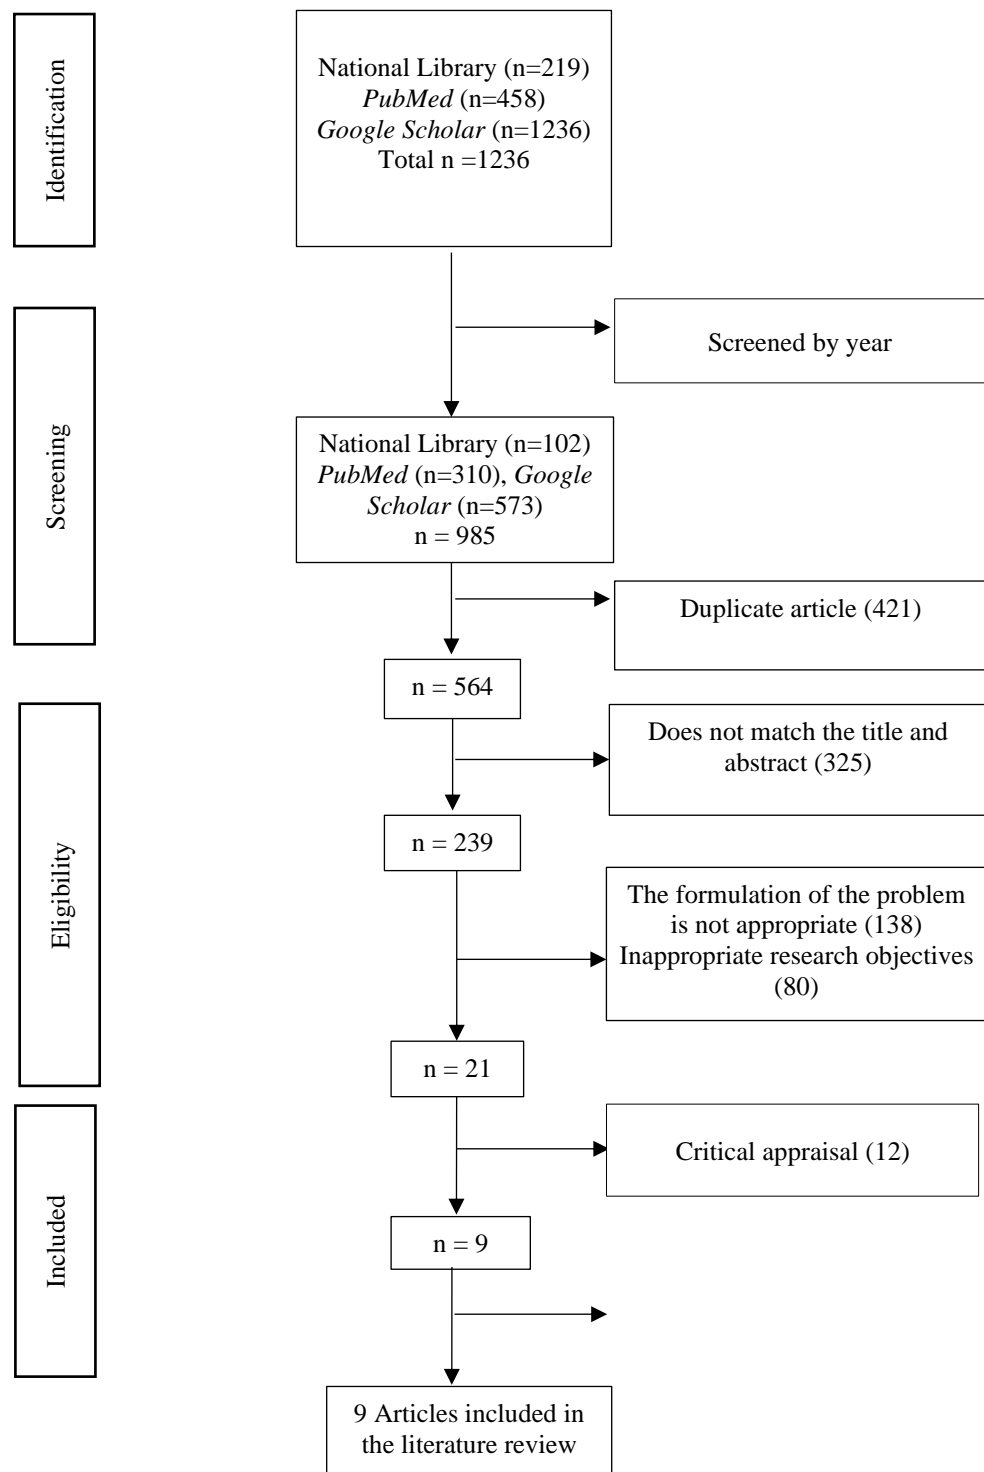 Identification
National Library (n=219)
PubMed (n=458)
Google Scholar (n=1236)
Total n =1236
Screened by year
Screening
National Library (n=102)
PubMed (n=310), Google
Scholar (n=573)
n = 985
Duplicate article (421)
n = 564
Eligibility
Does not match the title and
abstract (325)
n = 239
The formulation of the problem
is not appropriate (138)
Inappropriate research objectives
(80)
n = 21
Included
Critical appraisal (12)
n = 9
9 Articles included in
the literature review